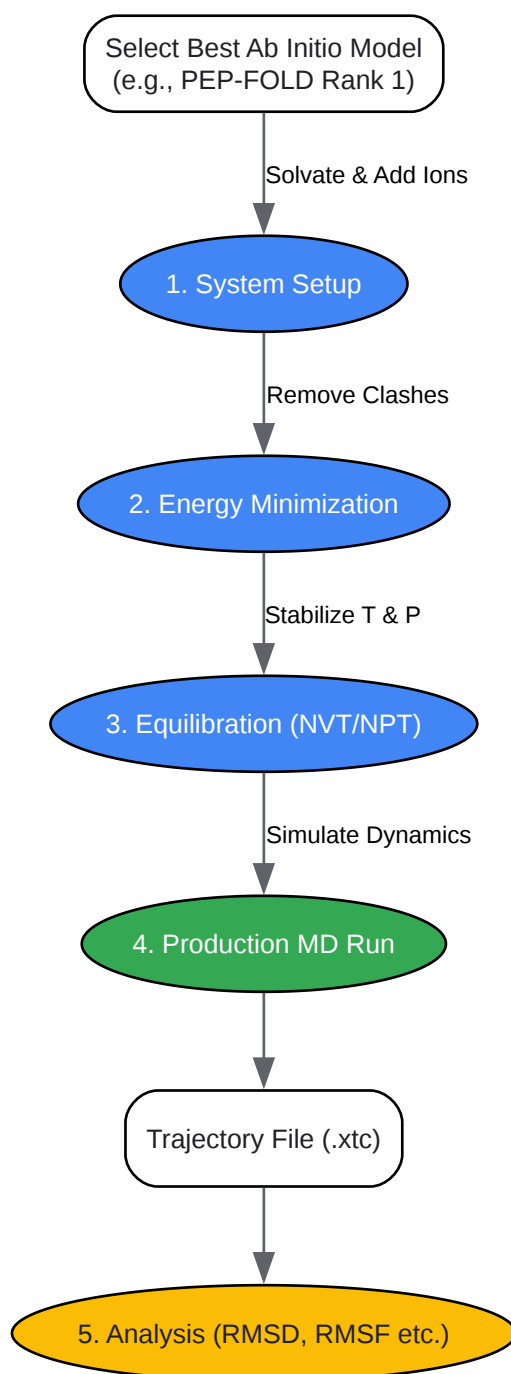 Select Best Ab Initio Model
(e.g., PEP-FOLD Rank 1)
Solvate & Add Ions
1. System Setup
Remove Clashes
2. Energy Minimization
Stabilize T & P
3. Equilibration (NVT/NPT)
Simulate Dynamics
4. Production MD Run
Trajectory File (.xtc)
5. Analysis (RMSD, RMSF etc.)